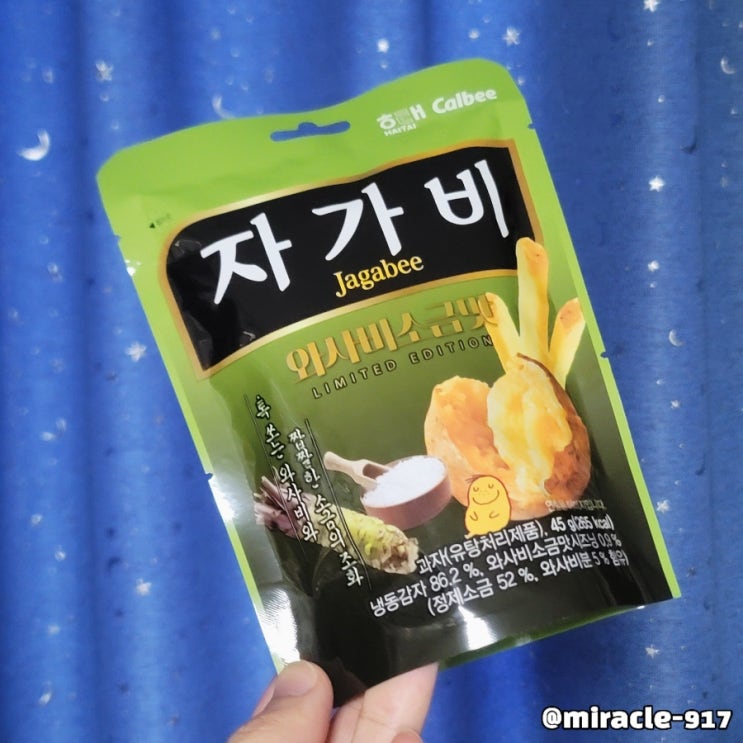 해태
HAITAI
Calbee
자가비
Jagabee
와사비소금맛
LIMITED EDITION
톡 쏘는 와사비와
짭짤한 소금의 조화
과자(유탕처리제품), 45 g(265 kcal)
냉동감자 86.2 %, 와사비소금맛시즈닝 0.9 %
(정제소금 52 %, 와사비분 5 % 함유)
@miracle-917